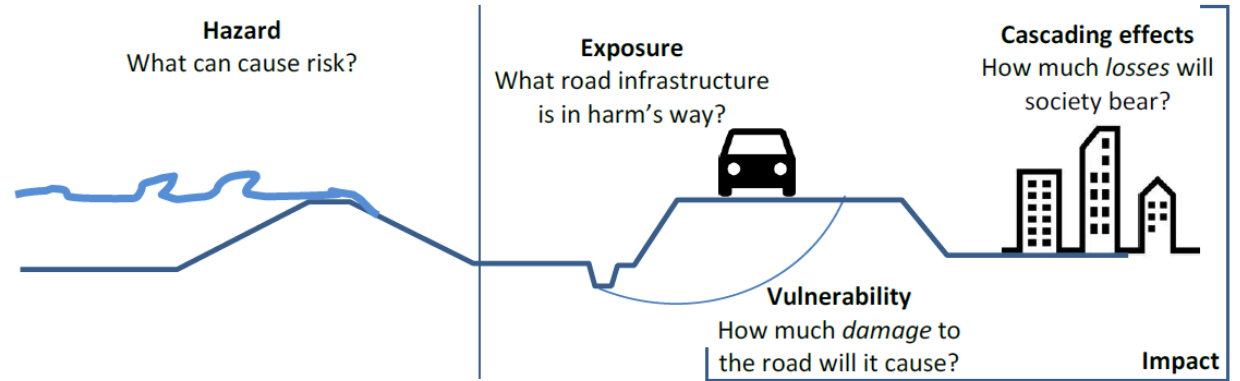 Hazard
What can cause risk?
Exposure
What road infrastructure
is in harm's way?
Cascading effects
How much losses will
society bear?
Vulnerability
How much damage to
the road will it cause?
Impact